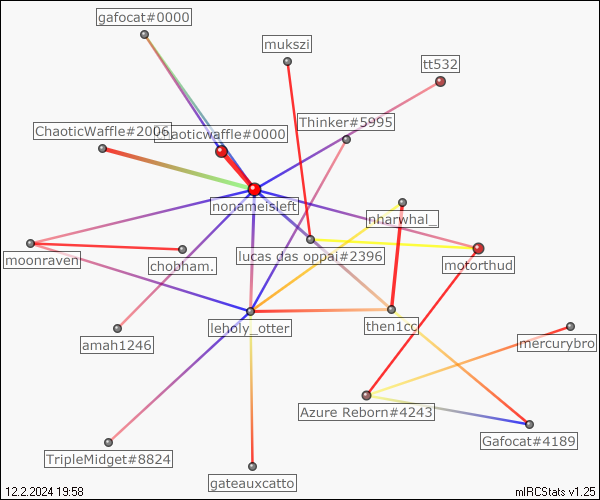 gafocat#0000
mukszi
tt532
Thinker#5995
ChaoticWaffle#2006
chaoticwaffle#0000
nonameisleft
nharwhal_
moonraven
chobham.
lucas das oppai#2396
motorthud
leholy_otter
then1cc
amah1246
mercurybro
Azure Reborn#4243
Gafocat#4189
TripleMidget#8824
gateauxcatto
12.2.2024 19:58
mIRCStats v1.25